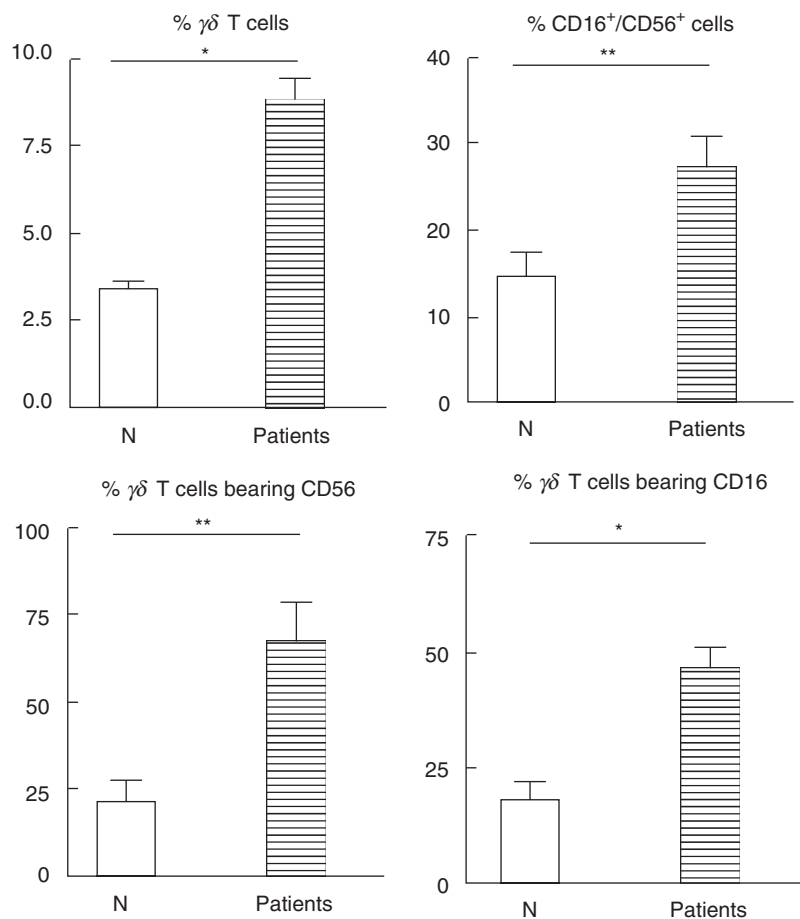 % γδ T cells
10.0
*
7.5
5.0
2.5
0.0
N Patients
% CD16⁺/CD56⁺ cells
40
**
30
20
10
0
N Patients
% γδ T cells bearing CD56
100
**
75
50
25
0
N Patients
% γδ T cells bearing CD16
75
*
50
25
0
N Patients